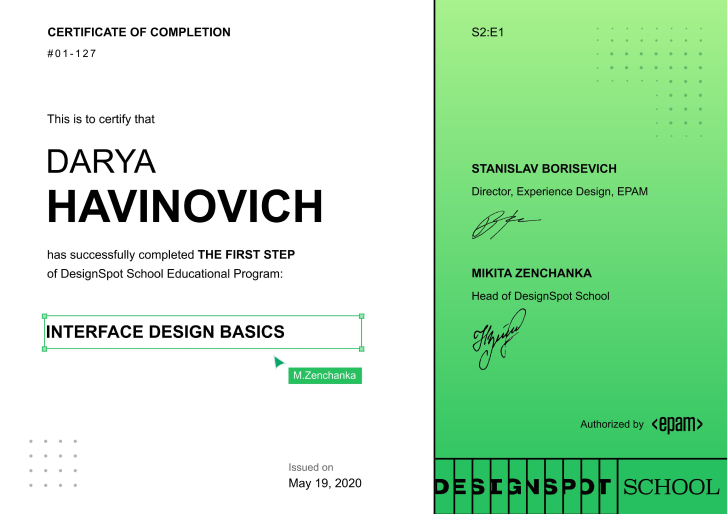 CERTIFICATE OF COMPLETION
#01-127
This is to certify that
DARYA
HAVINOVICH
has successfully completed THE FIRST STEP
of DesignSpot School Educational Program:
INTERFACE DESIGN BASICS
M.Zenchanka
Issued on
May 19, 2020
S2:E1
STANISLAV BORISEVICH
Director, Experience Design, EPAM
MIKITA ZENCHANKA
Head of DesignSpot School
Authorized by <epam>
DESIGNSPOT SCHOOL